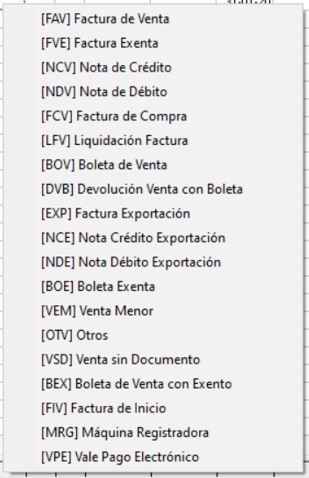 [FAV] Factura de Venta
[FVE] Factura Exenta
[NCV] Nota de Crédito
[NDV] Nota de Débito
[FCV] Factura de Compra
[LFV] Liquidación Factura
[BOV] Boleta de Venta
[DVB] Devolución Venta con Boleta
[EXP] Factura Exportación
[NCE] Nota Crédito Exportación
[NDE] Nota Débito Exportación
[BOE] Boleta Exenta
[VEM] Venta Menor
[OTV] Otros
[VSD] Venta sin Documento
[BEX] Boleta de Venta con Exento
[FIV] Factura de Inicio
[MRG] Máquina Registradora
[VPE] Vale Pago Electrónico